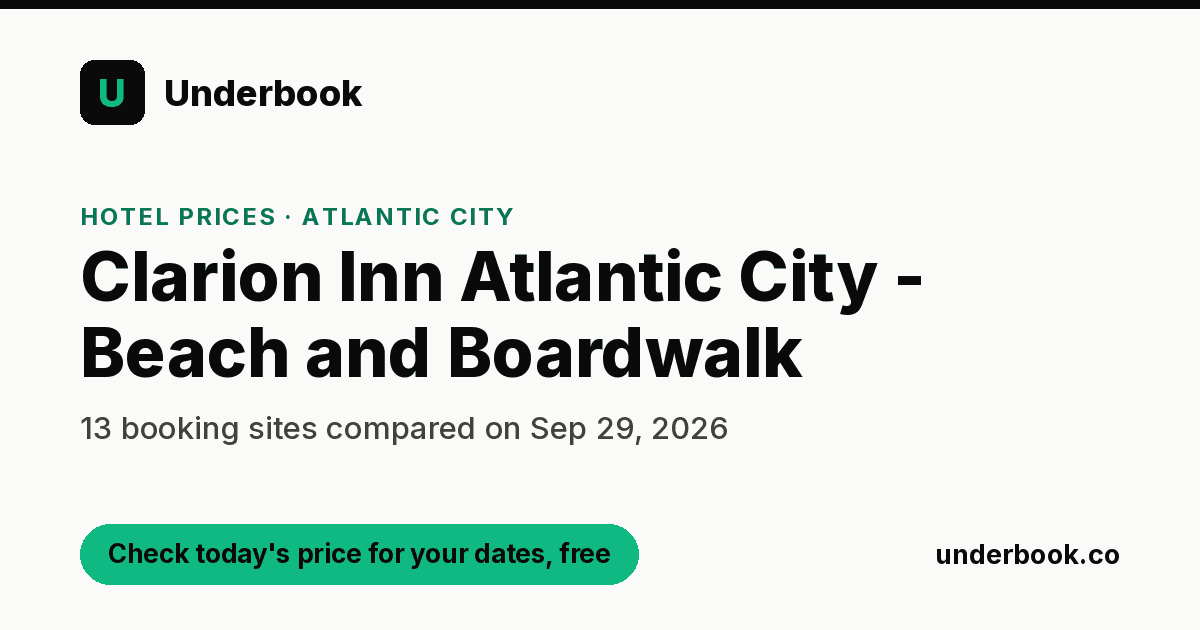 U Underbook
HOTEL PRICES · ATLANTIC CITY
Clarion Inn Atlantic City -
Beach and Boardwalk
13 booking sites compared on Sep 29, 2026
Check today's price for your dates, free
underbook.co